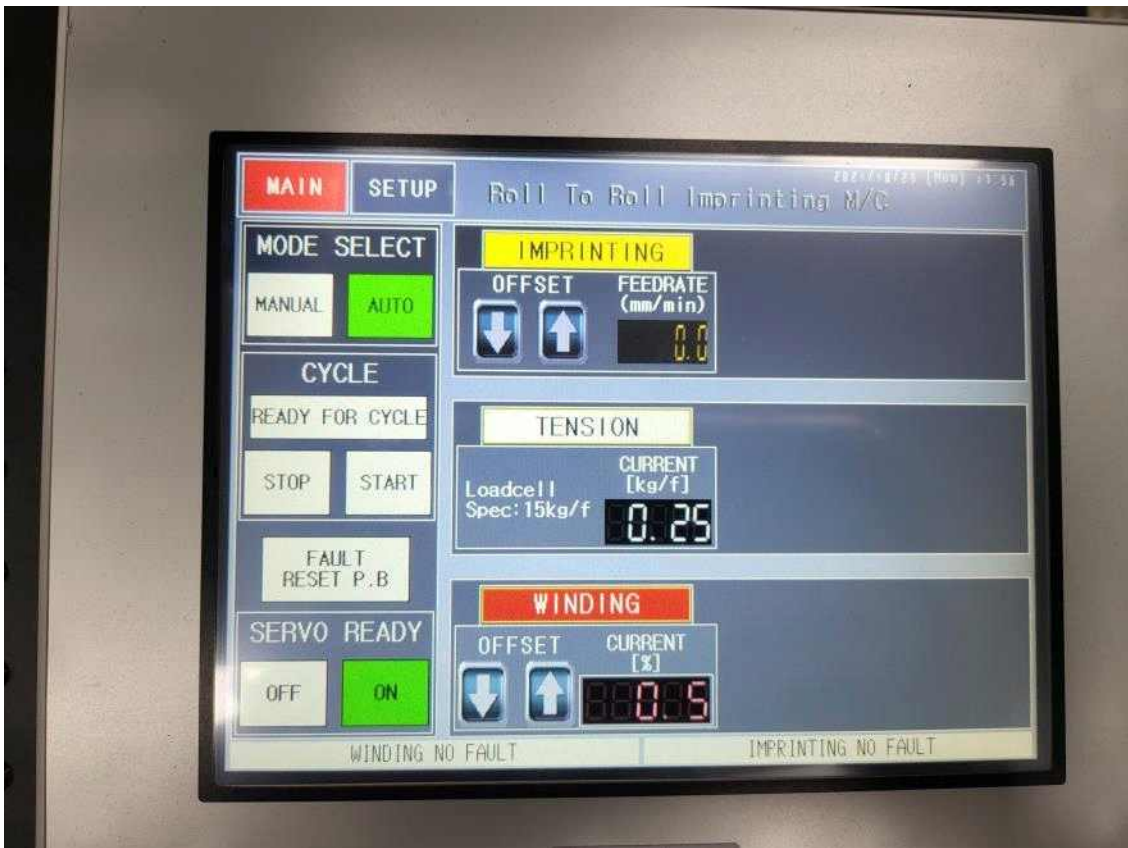 MAIN
SETUP
Roll To Roll Imprinting M/C
MODE SELECT
MANUAL
AUTO
CYCLE
READY FOR CYCLE
STOP
START
FAULT
RESET P.B
SERVO READY
OFF
ON
IMPRINTING
OFFSET
FEEDRATE
(mm/min)
0.0
TENSION
Loadcell
Spec:15kg/f
CURRENT
[kg/f]
0.25
WINDING
OFFSET
CURRENT
[%]
0.5
WINDING NO FAULT
IMPRINTING NO FAULT